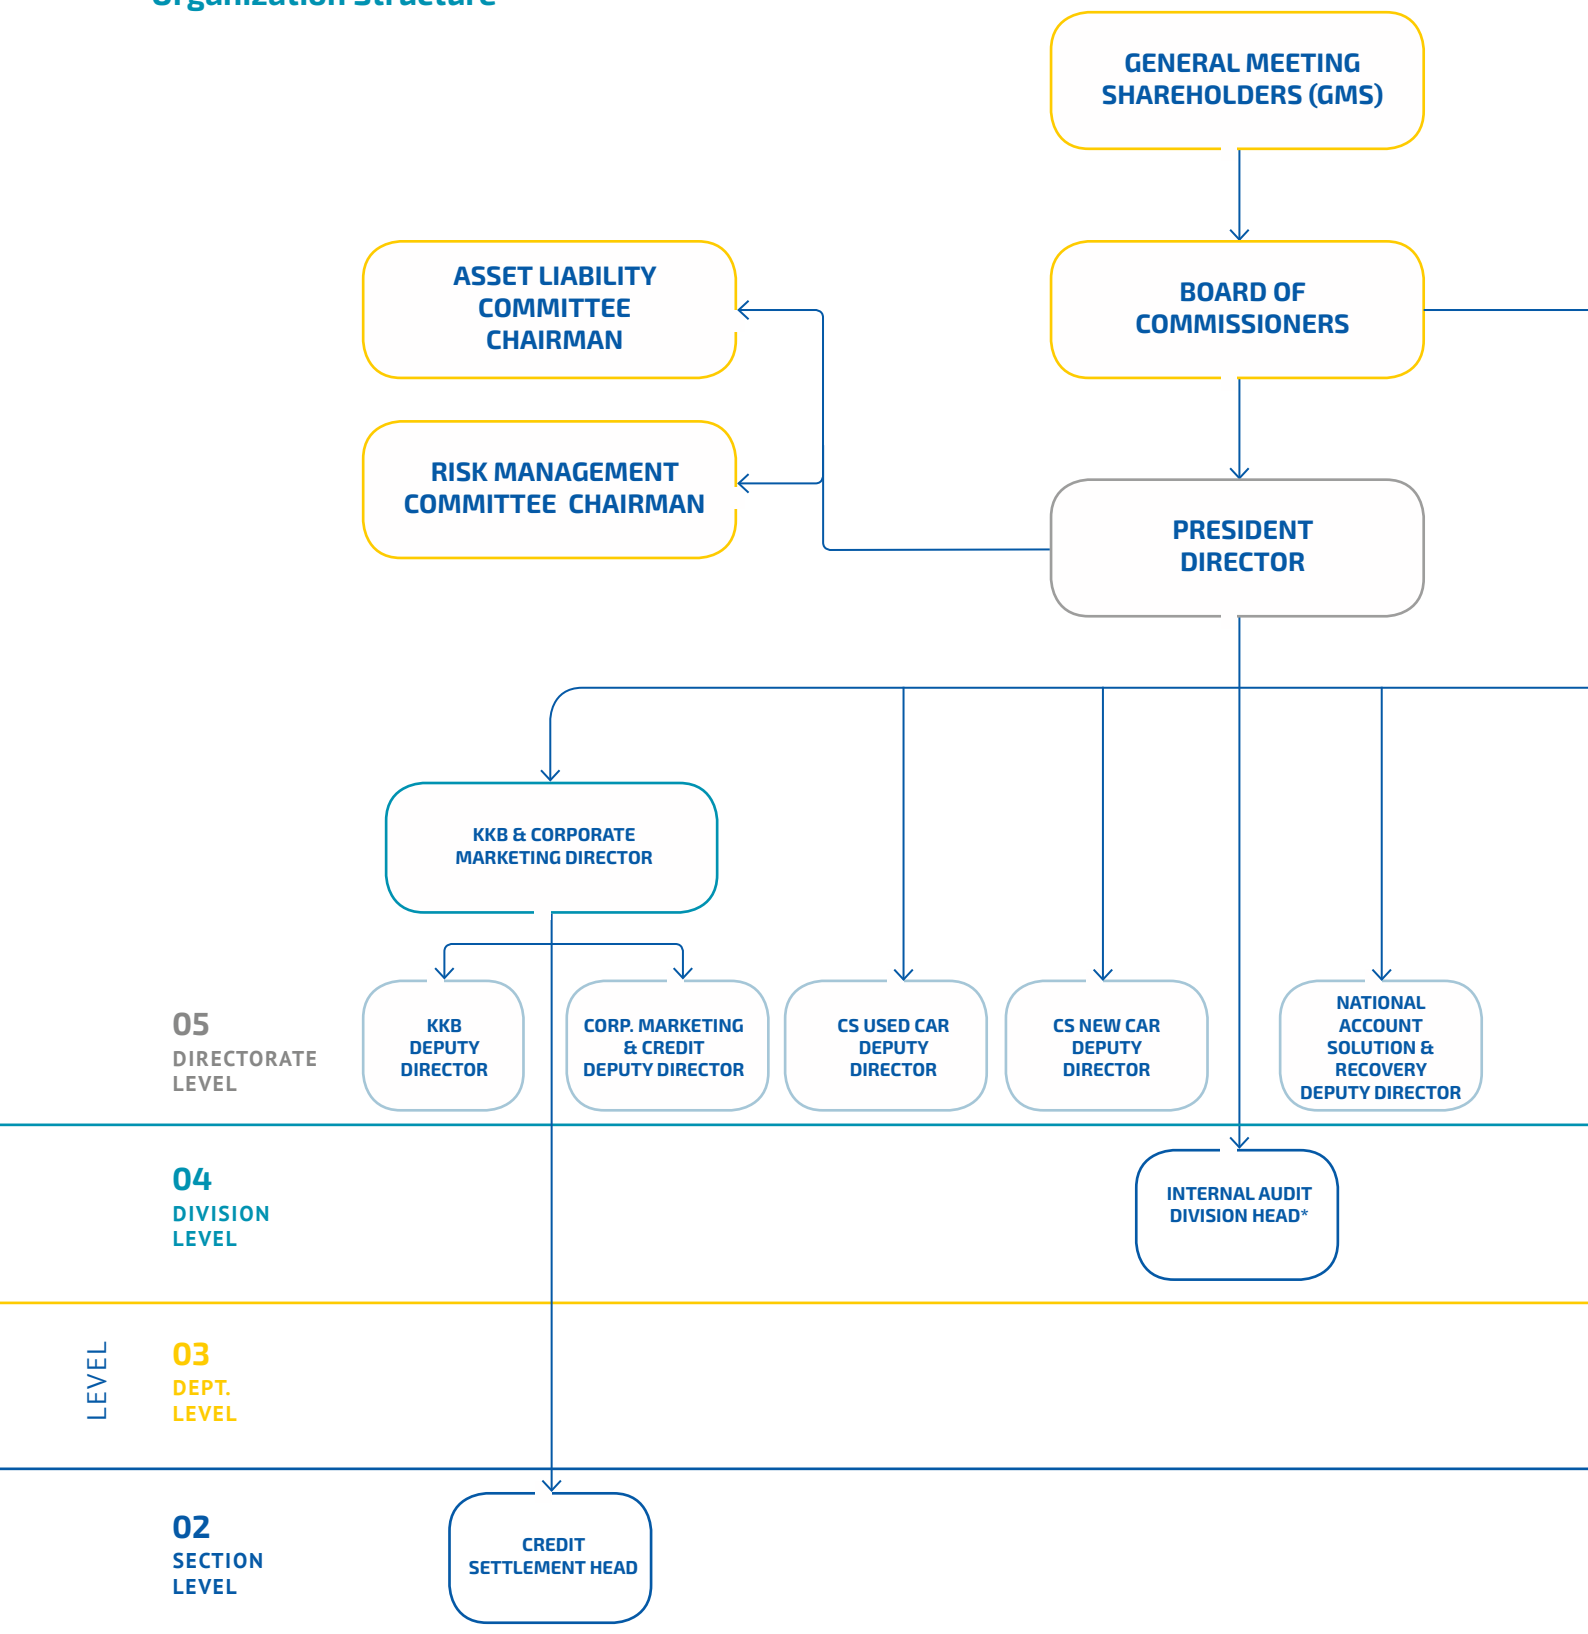 Organization Structure
GENERAL MEETING
SHAREHOLDERS (GMS)
ASSET LIABILITY
COMMITTEE
CHAIRMAN
BOARD OF
COMMISSIONERS
RISK MANAGEMENT
COMMITTEE CHAIRMAN
PRESIDENT
DIRECTOR
KKB & CORPORATE
MARKETING DIRECTOR
05
DIRECTORATE
LEVEL
KKB
DEPUTY
DIRECTOR
CORP. MARKETING
& CREDIT
DEPUTY DIRECTOR
CS USED CAR
DEPUTY
DIRECTOR
CS NEW CAR
DEPUTY
DIRECTOR
NATIONAL
ACCOUNT
SOLUTION &
RECOVERY
DEPUTY DIRECTOR
04
DIVISION
LEVEL
INTERNAL AUDIT
DIVISION HEAD*
LEVEL
03
DEPT.
LEVEL
02
SECTION
LEVEL
CREDIT
SETTLEMENT HEAD